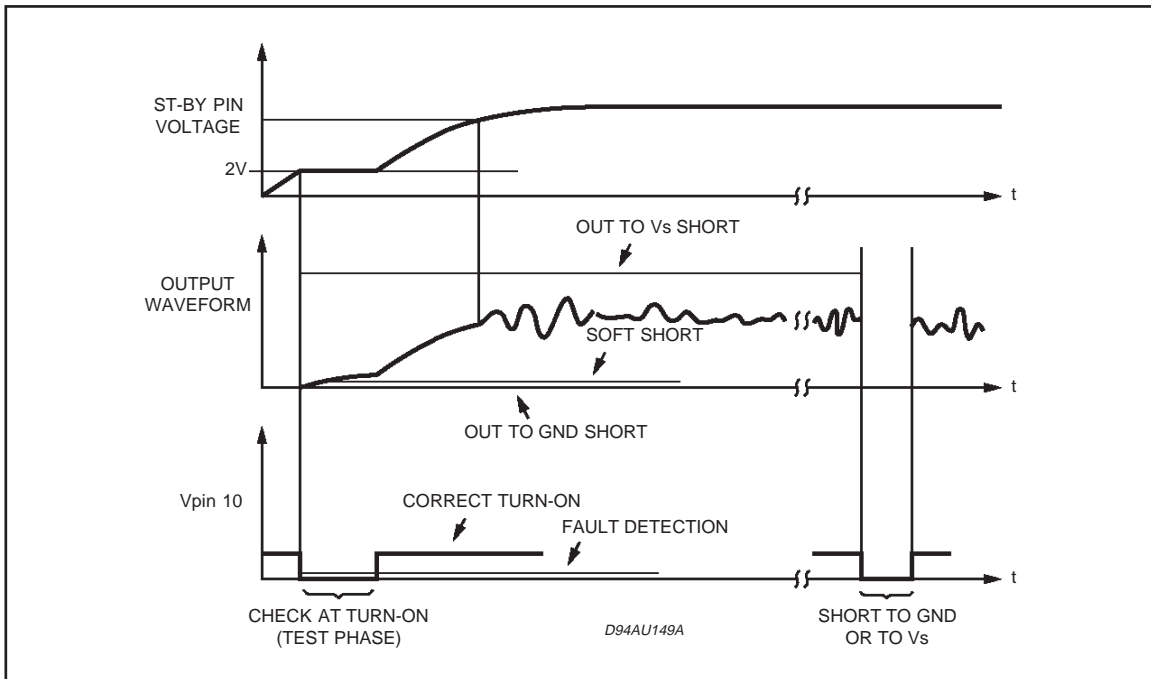 ST-BY PIN
VOLTAGE
2V
t
OUT TO Vs SHORT
OUTPUT
WAVEFORM
SOFT SHORT
t
OUT TO GND SHORT
Vpin 10
CORRECT TURN-ON
FAULT DETECTION
t
CHECK AT TURN-ON
(TEST PHASE)
D94AU149A
SHORT TO GND
OR TO Vs